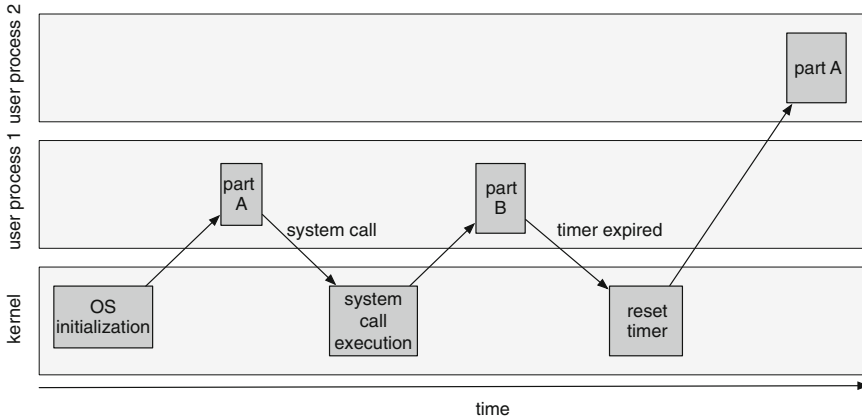 user process 2
part A
user process 1
part
A
system call
part
B
timer expired
kernel
OS
initialization
system
call
execution
reset
timer
time